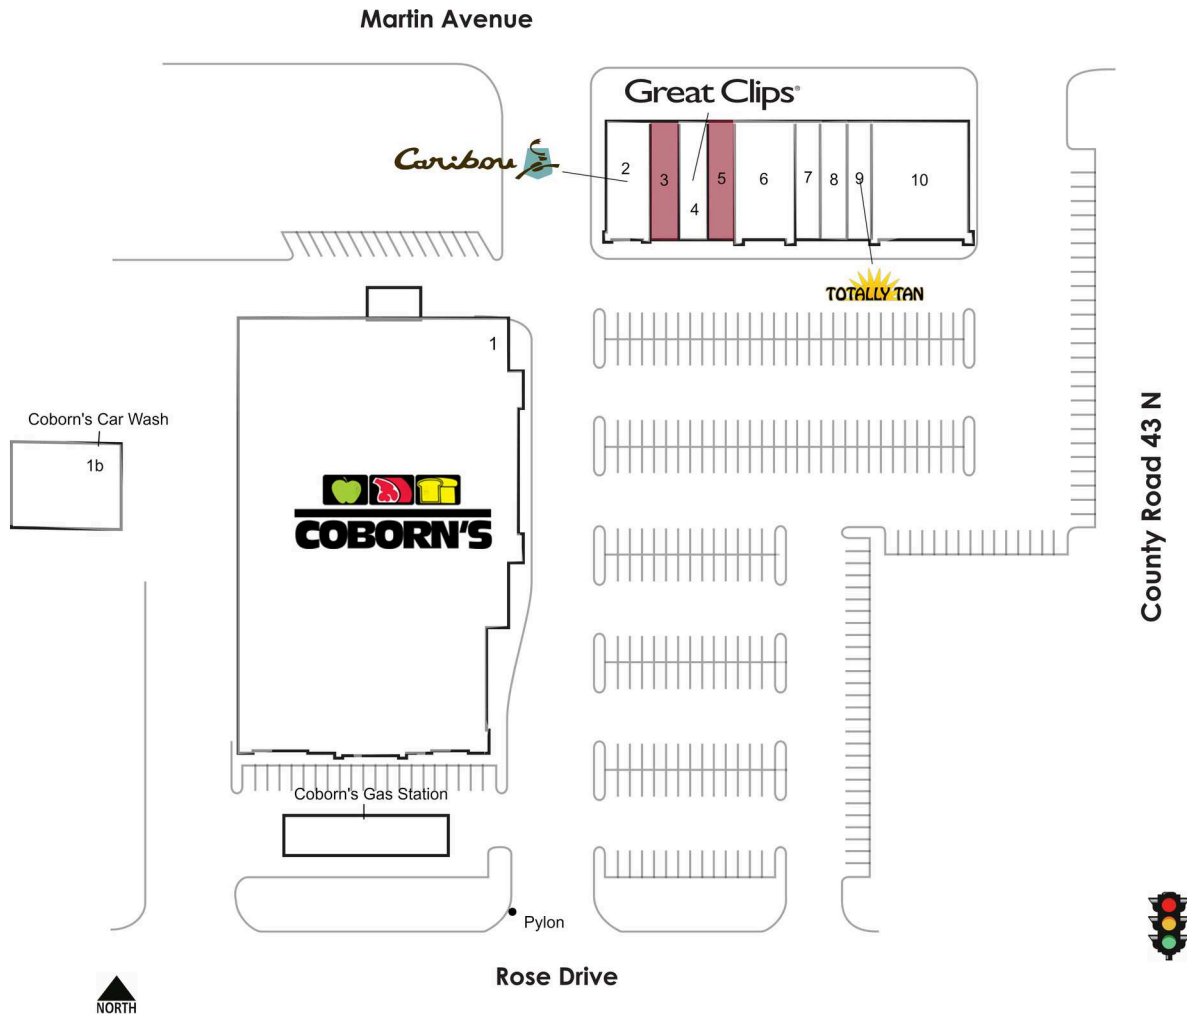 Martin Avenue
Great Clips®
Caribou
2
3
4
5
6
7
8
9
10
TOTALLY TAN
1
Coborn's Car Wash
1b
COBORN'S
County Road 43 N
Coborn's Gas Station
Pylon
Rose Drive
NORTH